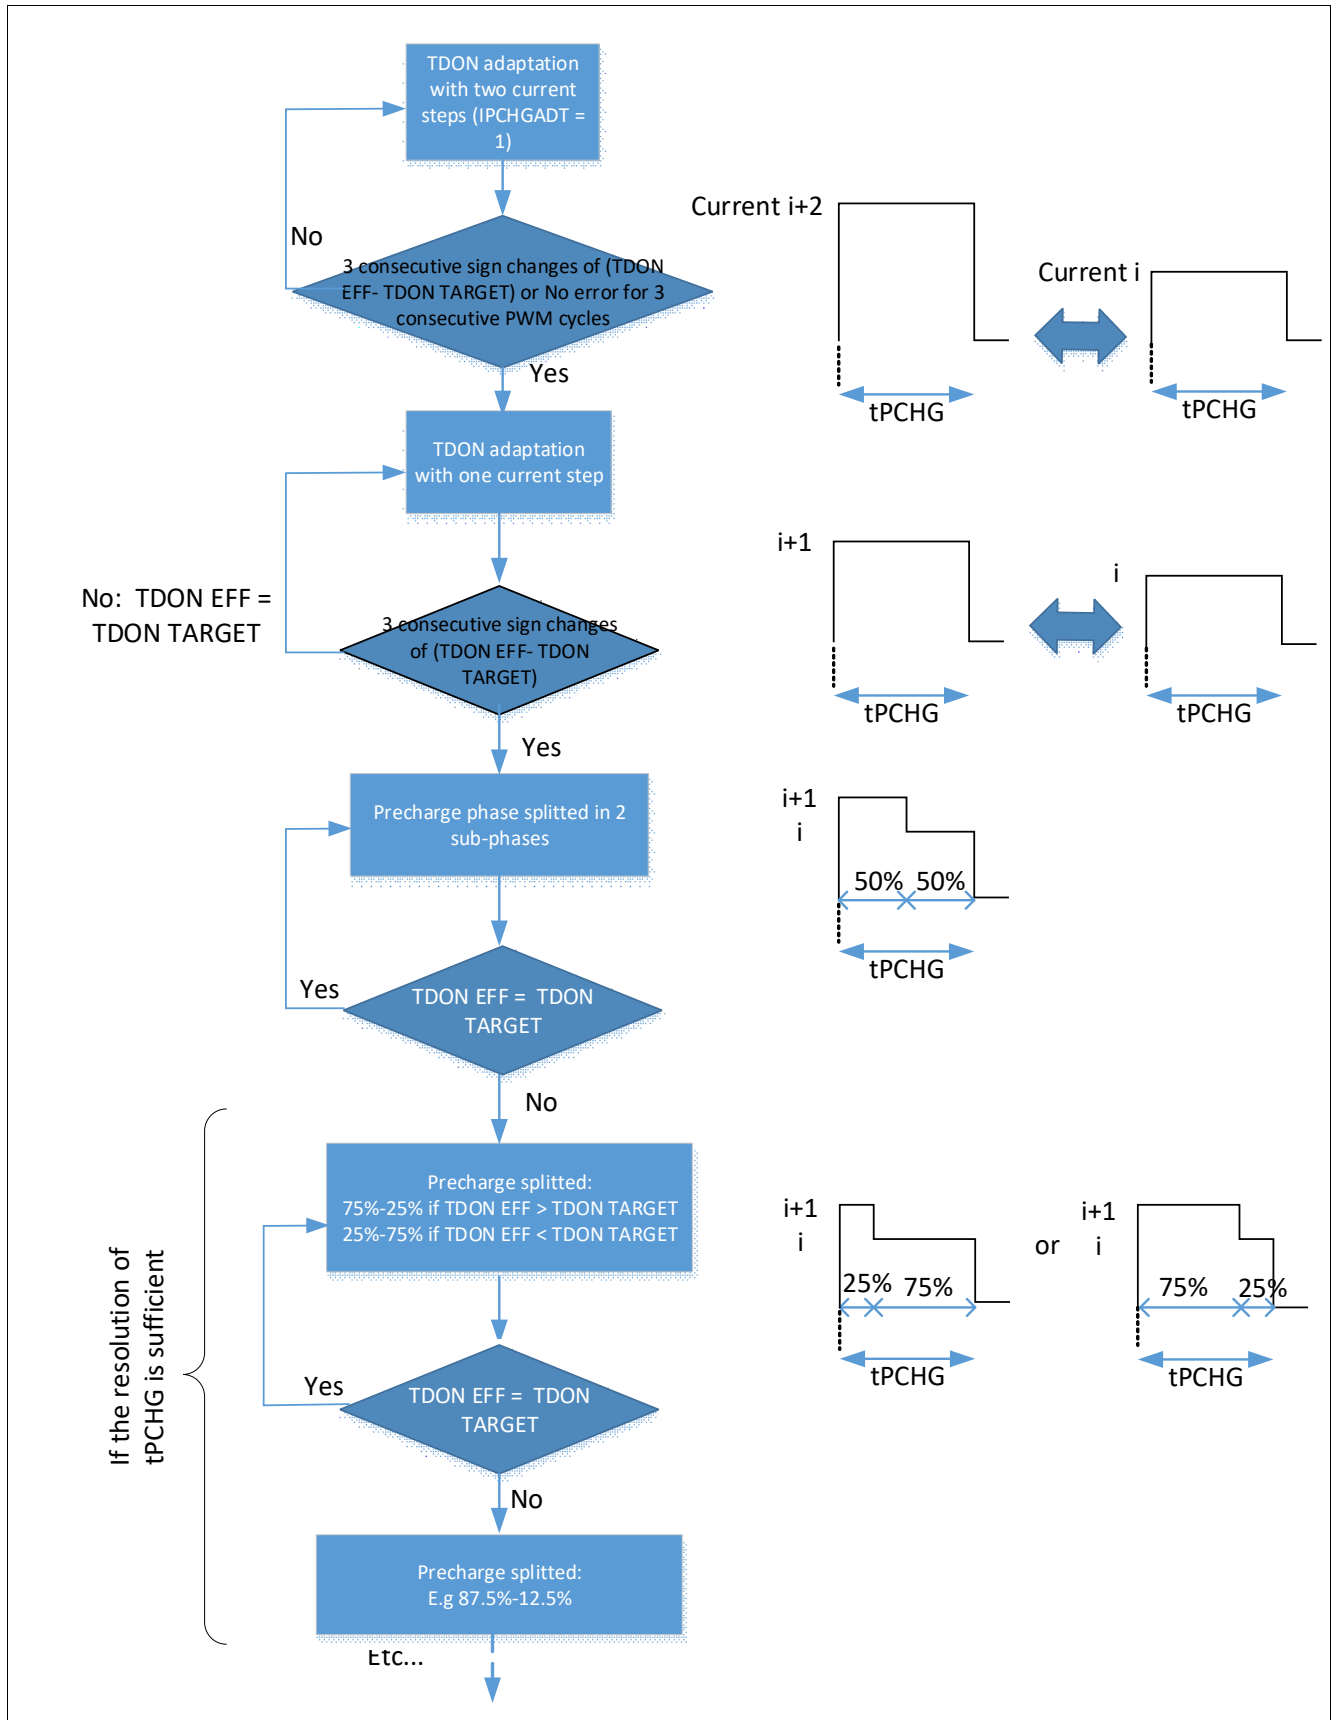 TDON adaptation
with two current
steps (IPCHGADT =
1)
No
3 consecutive sign changes of (TDON
EFF- TDON TARGET) or No error for 3
consecutive PWM cycles
Yes
Current i+2
Current i
tPCHG
tPCHG
TDON adaptation
with one current step
No: TDON EFF =
TDON TARGET
3 consecutive sign changes
of (TDON EFF- TDON
TARGET)
Yes
i+1
i
tPCHG
tPCHG
Precharge phase splitted in 2
sub-phases
i+1
i
50% 50%
tPCHG
Yes
TDON EFF = TDON
TARGET
No
If the resolution of
tPCHG is sufficient
Precharge splitted:
75%-25% if TDON EFF > TDON TARGET
25%-75% if TDON EFF < TDON TARGET
i+1
i
25% 75%
tPCHG
or
i+1
i
75% 25%
tPCHG
Yes
TDON EFF = TDON
TARGET
No
Precharge splitted:
E.g 87.5%-12.5%
Etc...